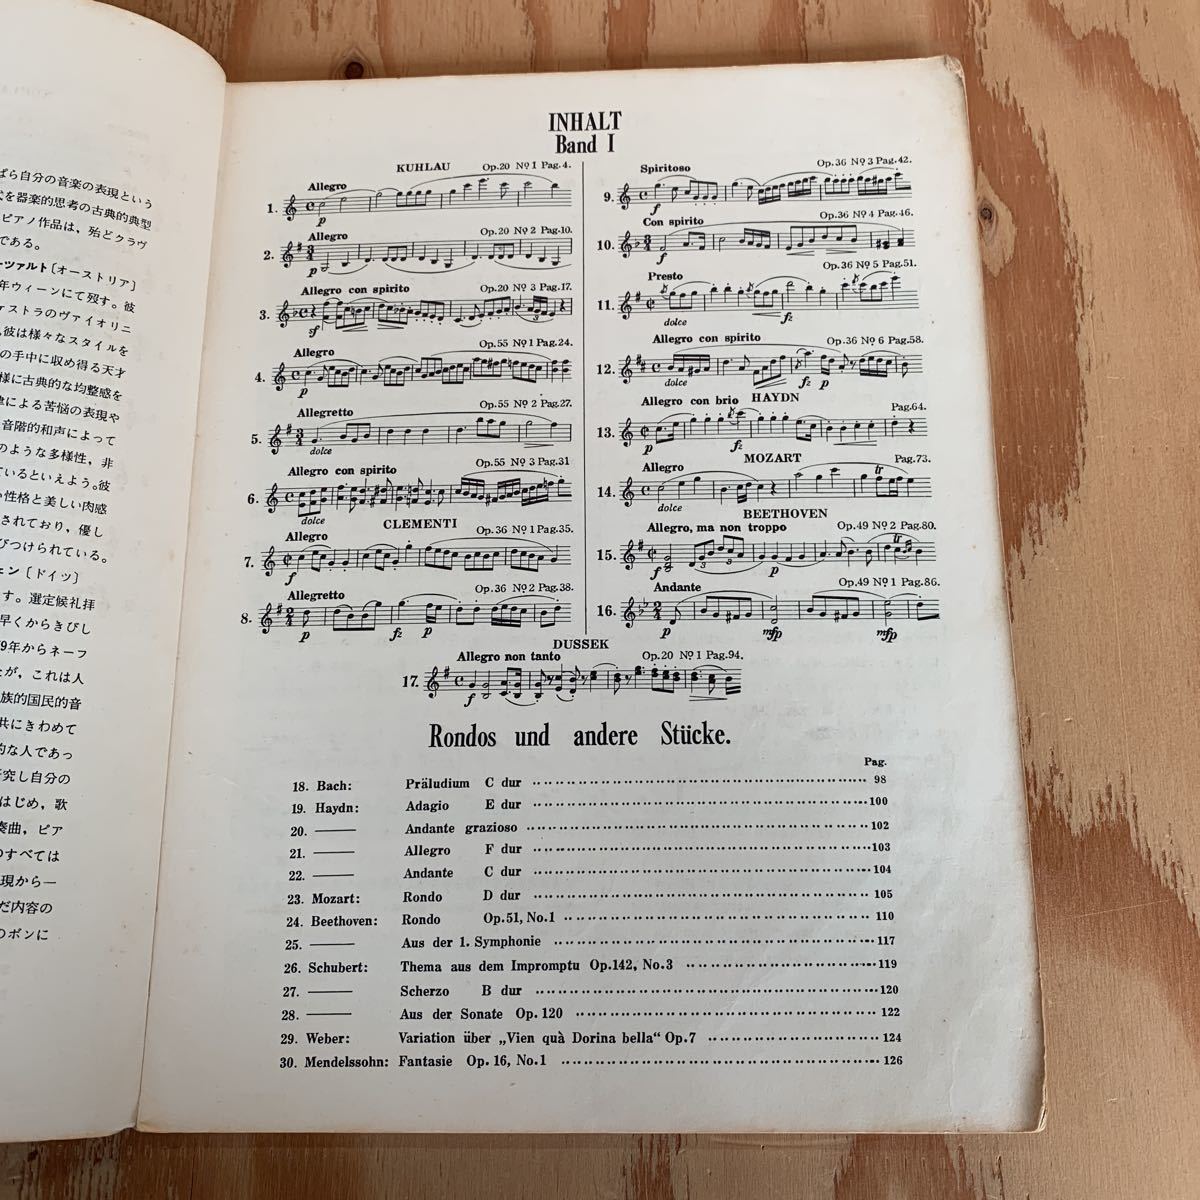 ばら自分の音楽の表現という
式を器楽的思考の古典的典型
ピアノ作品は，殆どクラヴ
である。
ーツァルト〔オーストリア〕
年ウィーンにて歿す。彼
ケストラのヴァイオリニ
彼は様々なスタイルを
の手中に収め得る天才
様に古典的な均整感を
律による苦悩の表現や
音階的和声によって
のような多様性，非
ているといえよう。彼
性格と美しい肉感
されており，優し
びつけられている。
ェン〔ドイツ〕
す。選定候礼拝
早くからきびし
9年からネーフ
が，これは人
族的国民的音
共にきわめて
的な人であっ
研究し自分の
はじめ，歌
奏曲，ピア
のすべては
現から一
だ内容の
のボンに
INHALT
Band I
KUHLAU Op.20 No 1 Pag.4.
1. Allegro
p
2. Allegro Op.20 No 2 Pag.10.
p
3. Allegro con spirito Op.20 No 3 Pag.17.
sf
4. Allegro Op.55 No 1 Pag.24.
p
5. Allegretto Op.55 No 2 Pag.27.
dolce
6. Allegro con spirito Op.55 No 3 Pag.31
dolce
CLEMENTI Op.36 No 1 Pag.35.
7. Allegro
f
8. Allegretto Op.36 No 2 Pag.38.
p fz p
9. Spiritoso Op.36 No 3 Pag.42.
f
10. Con spirito Op.36 No 4 Pag.46.
f
11. Presto Op.36 No 5 Pag.51.
dolce fz
12. Allegro con spirito Op.36 No 6 Pag.58.
dolce fz p
HAYDN
13. Allegro con brio Pag.64.
f fz
MOZART
14. Allegro Pag.73.
dolce tr
BEETHOVEN
15. Allegro, ma non troppo Op.49 No 2 Pag.80.
f p tr
16. Andante Op.49 No 1 Pag.86.
p mfp mfp
DUSSEK
17. Allegro non tanto Op.20 No 1 Pag.94.
f
Rondos und andere Stücke.
Pag.
18. Bach: Präludium C dur 98
19. Haydn: Adagio E dur 100
20. —— Andante grazioso 102
21. —— Allegro F dur 103
22. —— Andante C dur 104
23. Mozart: Rondo D dur 105
24. Beethoven: Rondo Op.51, No.1 110
25. —— Aus der 1. Symphonie 117
26. Schubert: Thema aus dem Impromptu Op.142, No.3 119
27. —— Scherzo B dur 120
28. —— Aus der Sonate Op. 120 122
29. Weber: Variation über „Vien quà Dorina bella“ Op.7 124
30. Mendelssohn: Fantasie Op. 16, No.1 126